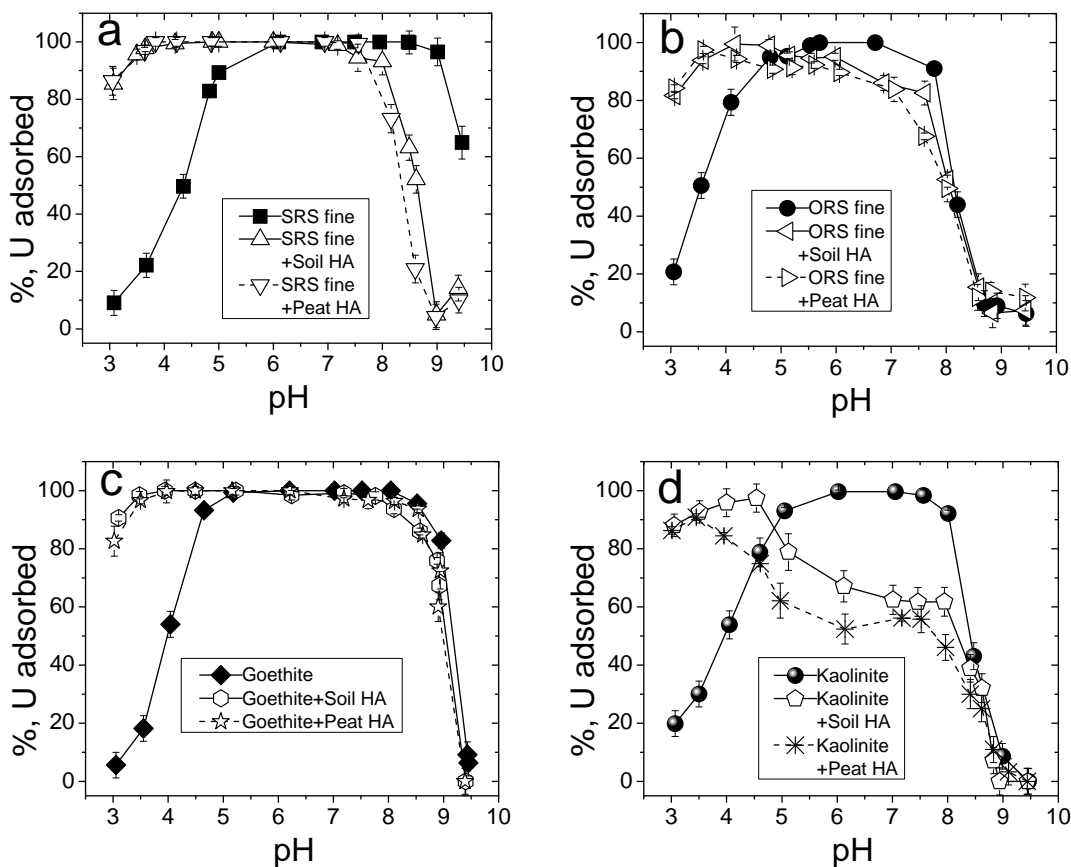 a
%, U adsorbed
100
80
60
40
20
0
SRS fine
SRS fine
+Soil HA
SRS fine
+Peat HA
3 4 5 6 7 8 9 10
pH
b
%, U adsorbed
100
80
60
40
20
0
ORS fine
ORS fine
+Soil HA
ORS fine
+Peat HA
3 4 5 6 7 8 9 10
pH
c
%, U adsorbed
100
80
60
40
20
0
Goethite
Goethite+Soil HA
Goethite+Peat HA
3 4 5 6 7 8 9 10
pH
d
%, U adsorbed
100
80
60
40
20
0
Kaolinite
Kaolinite
+Soil HA
Kaolinite
+Peat HA
3 4 5 6 7 8 9 10
pH